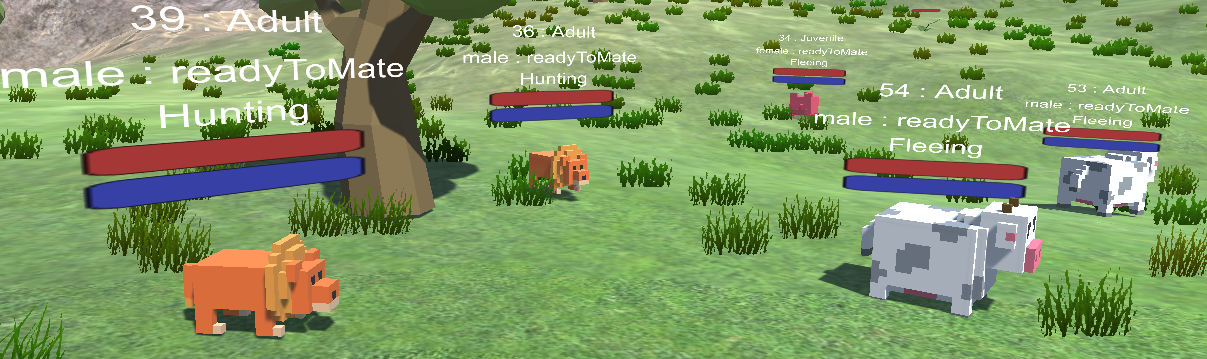 39 : Adult
male : readyToMate
Hunting
36 : Adult
male : readyToMate
Hunting
34 : Juvenile
female : readyToMate
Fleeing
54 : Adult
male : readyToMate
Fleeing
53 : Adult
male : readyToMate
Fleeing